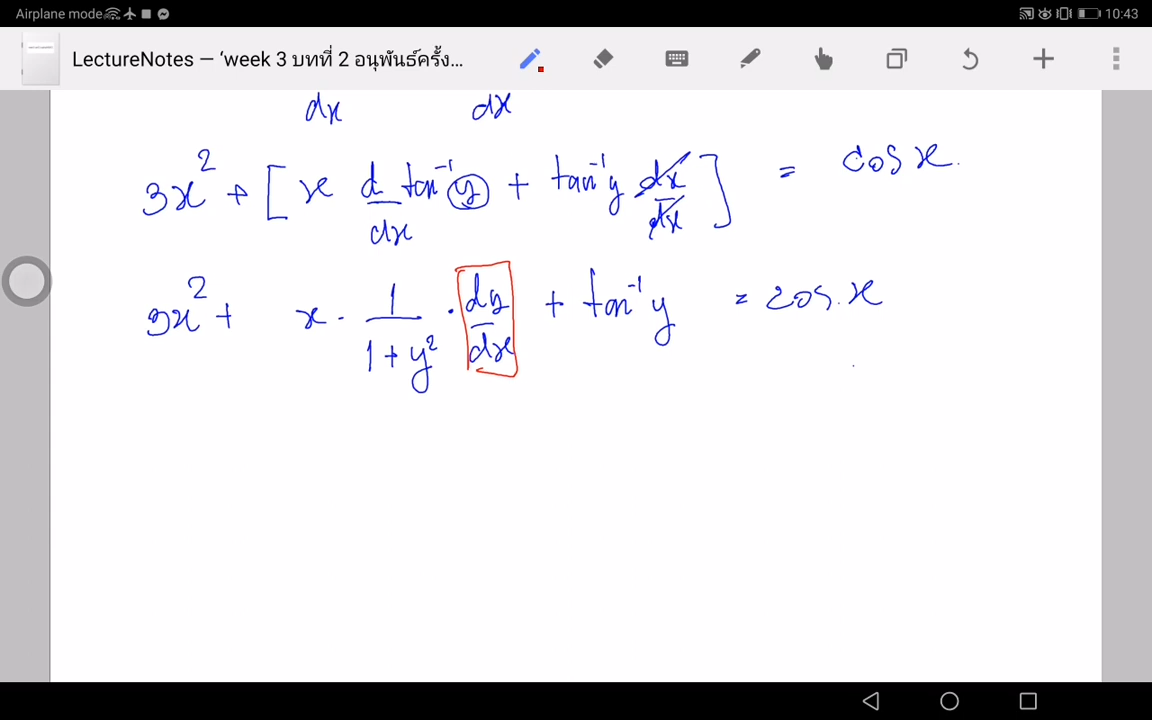 Airplane mode 10:43
LectureNotes — ‘week 3 บทที่ 2 อนุพันธ์ครั้ง...
dx dx
3x² + [ x d/dx tan⁻¹y + tan⁻¹y dx/dx ] = cos x.
3x² + x · 1/(1+y²) · dy/dx + tan⁻¹y = cos x